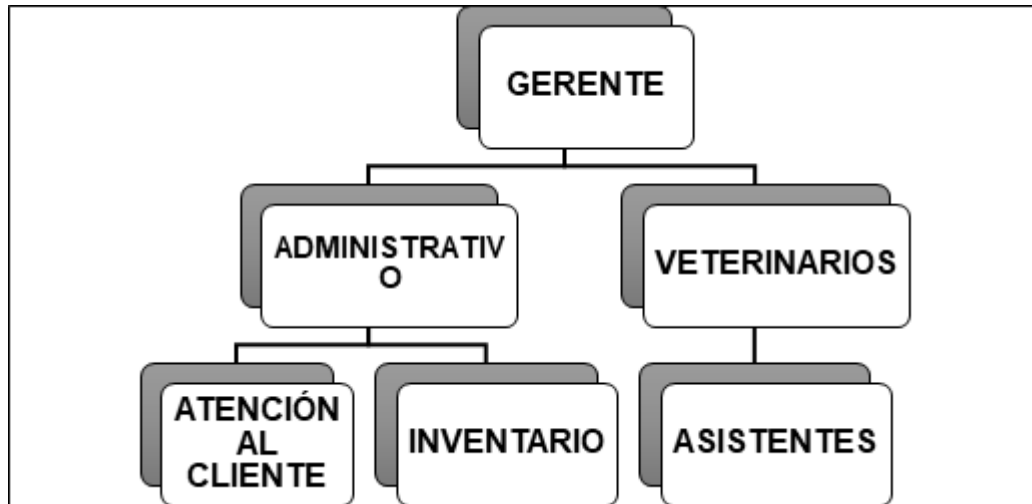 GERENTE
ADMINISTRATIV
O
VETERINARIOS
ATENCIÓN
AL
CLIENTE
INVENTARIO
ASISTENTES